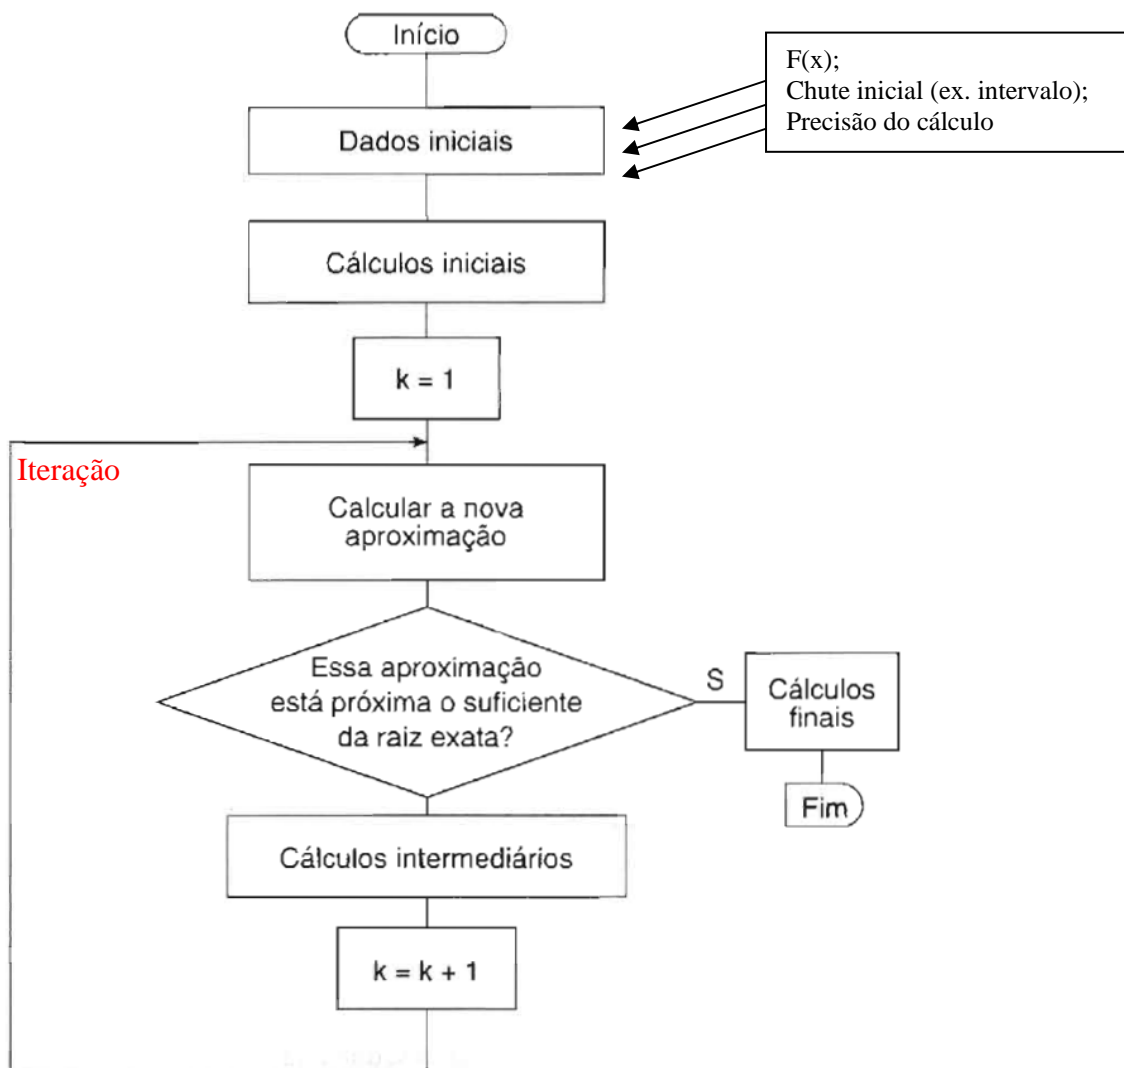 Início
F(x);
Chute inicial (ex. intervalo);
Precisão do cálculo
Dados iniciais
Cálculos iniciais
k = 1
Iteração
Calcular a nova
aproximação
Essa aproximação
está próxima o suficiente
da raiz exata?
S
Cálculos
finais
Fim
Cálculos intermediários
k = k + 1